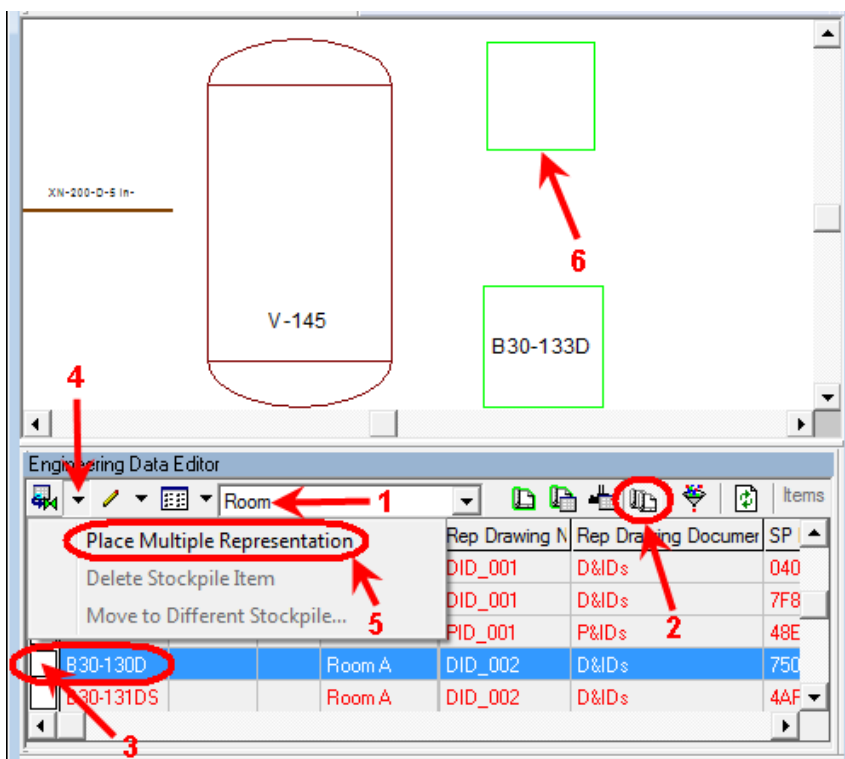 XN-200-D-5 In-
6
V-145
B30-133D
4
Engineering Data Editor
Room
1
Items
Place Multiple Representation
Rep Drawing N
Rep Drawing Documer
SP
Delete Stockpile Item
DID_001
D&IDs
040
Move to Different Stockpile...
DID_001
D&IDs
7F8
5
PID_001
P&IDs
2
48E
B30-130D
Room A
DID_002
D&IDs
750
B30-131DS
Room A
DID_002
D&IDs
4AF
3